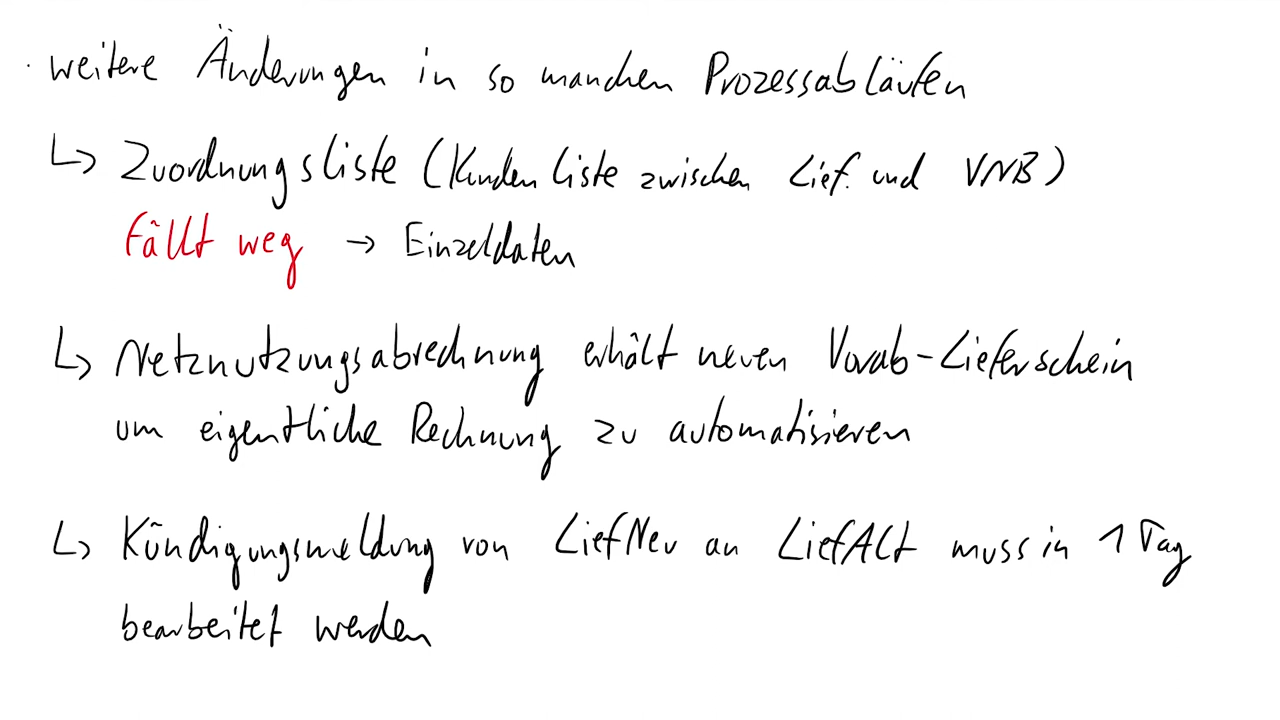 · weitere Änderungen in so manchen Prozessabläufen
↳ Zuordnungsliste (Kundenliste zwischen Lief. und VNB)
fällt weg → Einzeldaten
↳ Netznutzungsabrechnung erhält neuen Vorab-Lieferschein
um eigentliche Rechnung zu automatisieren
↳ Kündigungsmeldung von LiefNeu an LiefAlt muss in 1 Tag
bearbeitet werden